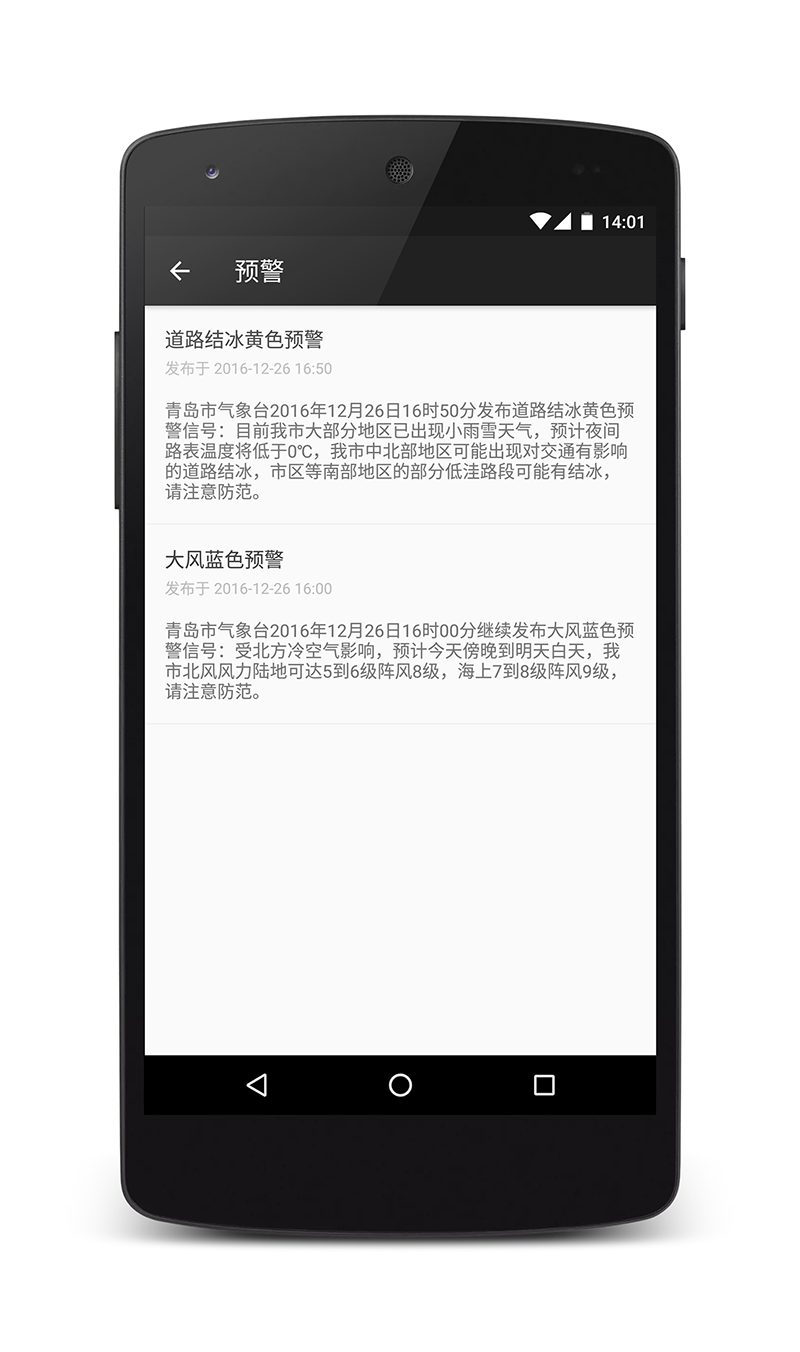 14:01
预警
道路结冰黄色预警
发布于 2016-12-26 16:50
青岛市气象台2016年12月26日16时50分发布道路结冰黄色预
警信号：目前我市大部分地区已出现小雨雪天气，预计夜间
路表温度将低于0℃，我市中北部地区可能出现对交通有影响
的道路结冰，市区等南部地区的部分低洼路段可能有结冰，
请注意防范。
大风蓝色预警
发布于 2016-12-26 16:00
青岛市气象台2016年12月26日16时00分继续发布大风蓝色预
警信号：受北方冷空气影响，预计今天傍晚到明天白天，我
市北风风力陆地可达5到6级阵风8级，海上7到8级阵风9级，
请注意防范。